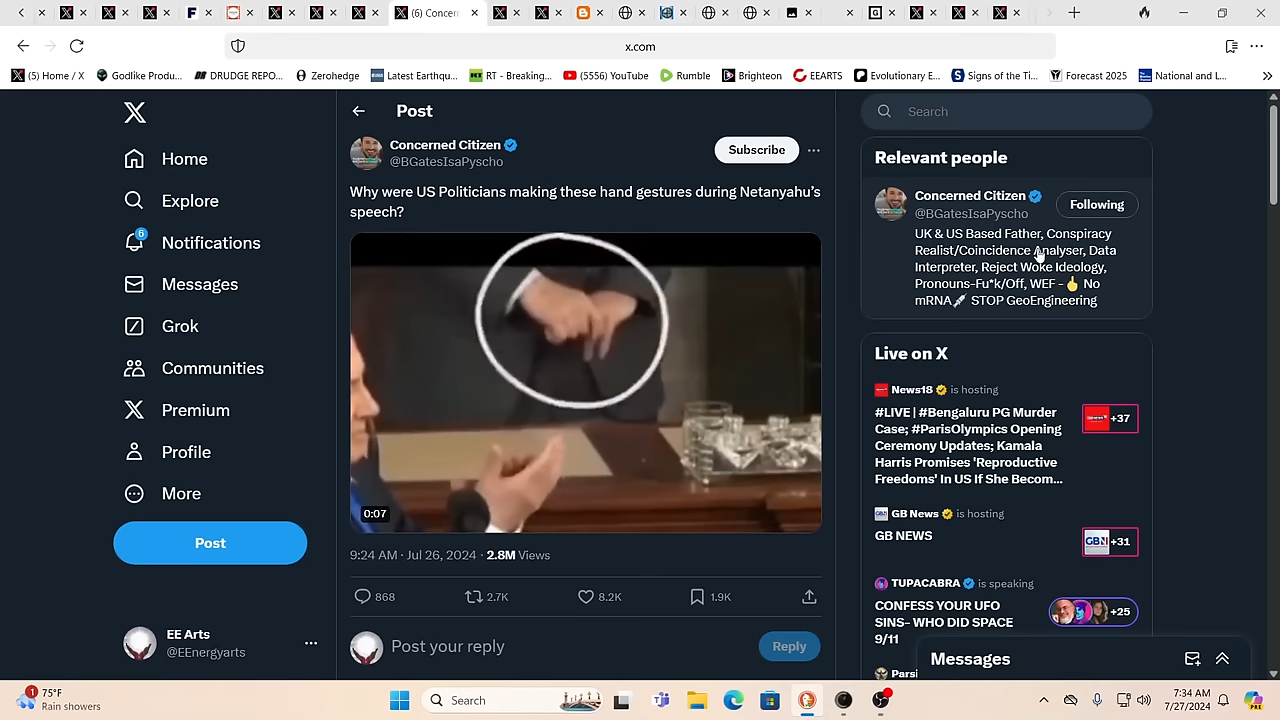 (6) Concern
x.com
(5) Home / X
Godlike Produ...
DRUDGE REPO...
Zerohedge
Latest Earthqu...
RT - Breaking...
(5556) YouTube
Rumble
Brighteon
EEARTS
Evolutionary E...
Signs of the Ti...
Forecast 2025
National and L...
Home
Explore
6
Notifications
Messages
Grok
Communities
Premium
Profile
More
Post
EE Arts
@EEnergyarts
Post
Concerned Citizen
@BGatesIsaPyscho
Subscribe
Why were US Politicians making these hand gestures during Netanyahu's
speech?
0:07
9:24 AM · Jul 26, 2024 · 2.8M Views
868
2.7K
8.2K
1.9K
Post your reply
Reply
Search
Relevant people
Concerned Citizen
@BGatesIsaPyscho
Following
UK & US Based Father, Conspiracy
Realist/Coincidence Analyser, Data
Interpreter, Reject Woke Ideology,
Pronouns-Fu*k/Off, WEF - 🖕 No
mRNA💉 STOP GeoEngineering
Live on X
News18 is hosting
#LIVE | #Bengaluru PG Murder
Case; #ParisOlympics Opening
Ceremony Updates; Kamala
Harris Promises 'Reproductive
Freedoms' In US If She Becom...
+37
GB News is hosting
GB NEWS
GBN
+31
TUPACABRA is speaking
CONFESS YOUR UFO
SINS- WHO DID SPACE
9/11
+25
Parsi
Messages
1
75°F
Rain showers
Search
7:34 AM
7/27/2024